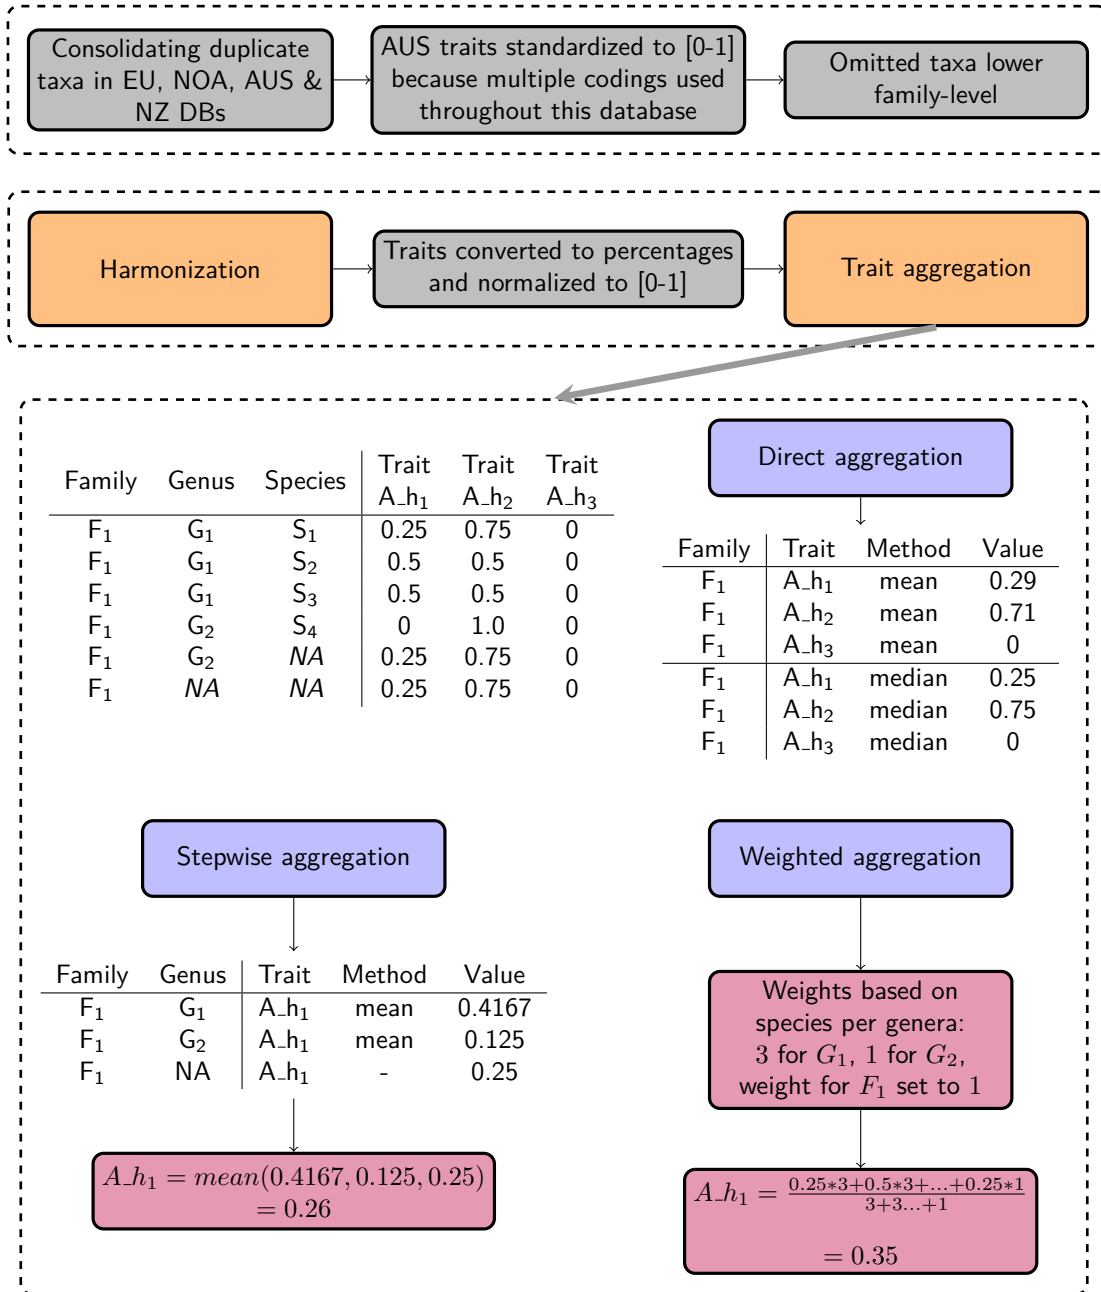 Consolidating duplicate
taxa in EU, NOA, AUS &
NZ DBs
AUS traits standardized to [0-1]
because multiple codings used
throughout this database
Omitted taxa lower
family-level
Harmonization
Traits converted to percentages
and normalized to [0-1]
Trait aggregation
Family Genus Species Trait A_h₁ Trait A_h₂ Trait A_h₃
F₁ G₁ S₁ 0.25 0.75 0
F₁ G₁ S₂ 0.5 0.5 0
F₁ G₁ S₃ 0.5 0.5 0
F₁ G₂ S₄ 0 1.0 0
F₁ G₂ NA 0.25 0.75 0
F₁ NA NA 0.25 0.75 0
Direct aggregation
Family Trait Method Value
F₁ A_h₁ mean 0.29
F₁ A_h₂ mean 0.71
F₁ A_h₃ mean 0
F₁ A_h₁ median 0.25
F₁ A_h₂ median 0.75
F₁ A_h₃ median 0
Stepwise aggregation
Family Genus Trait Method Value
F₁ G₁ A_h₁ mean 0.4167
F₁ G₂ A_h₁ mean 0.125
F₁ NA A_h₁ - 0.25
A_h₁ = mean(0.4167, 0.125, 0.25)
= 0.26
Weighted aggregation
Weights based on
species per genera:
3 for G₁, 1 for G₂,
weight for F₁ set to 1
A_h₁ = 0.25*3+0.5*3+...+0.25*1
3+3...+1
= 0.35